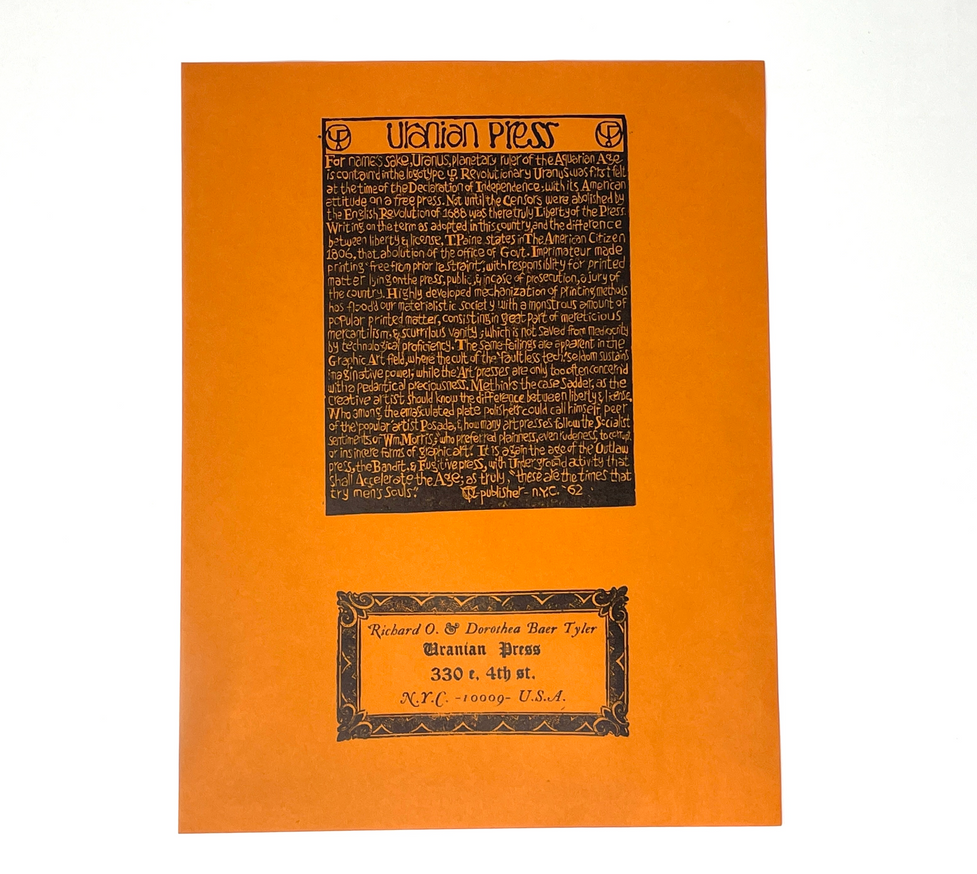 Uranian Press
For name's sake, Uranus, planetary ruler of the Aquarian Age
is contained in the logotype UP. Revolutionary Uranus was first felt
at the time of the Declaration of Independence; with its American
attitude on a free press. Not until the Censors were abolished by
the English Revolution of 1688 was there truly Liberty of the Press.
Writing on the term as adopted in this country, and the difference
between liberty & license, T. Paine states in The American Citizen
1806, that abolution of the office of Govt. Imprimateur made
printing "free from prior restraint", with responsiblity for printed
matter lying on the press, public, & in case of prosecution, a jury of
the country. Highly developed mechanization of printing methods
has floodd our materialistic society with a monstrous amount of
popular printed matter, consisting in great part of mereticious
mercantilism, & scurrilous vanity; which is not saved from mediocrity
by technological proficiency. The same failings are apparent in the
Graphic Art field, where the cult of the "faultless tech" seldom sustains
imaginative power; while the 'Art' presses are only too often concernd
with a pedantical preciousness. Methinks the case Sadder, as the
creative artist should know the difference between liberty & license.
Who among the emasculated plate polishers could call himself peer
of the 'popular' artist Posada, &, how many art presses follow the Socialist
sentiments of Wm. Morris; "who preferred plainness, even rudeness, to corrupt,
or insincere forms of graphic art". It is again the age of the Outlaw
press, the Bandit, & Fugitive press, with Underground activity that
shall Accelerate the Age; as truly, "these are the times that
try men's souls". publisher - N.Y.C. '62
Richard O. & Dorothea Baer Tyler
Uranian Press
330 e. 4th st.
N.Y.C. -10009- U.S.A.